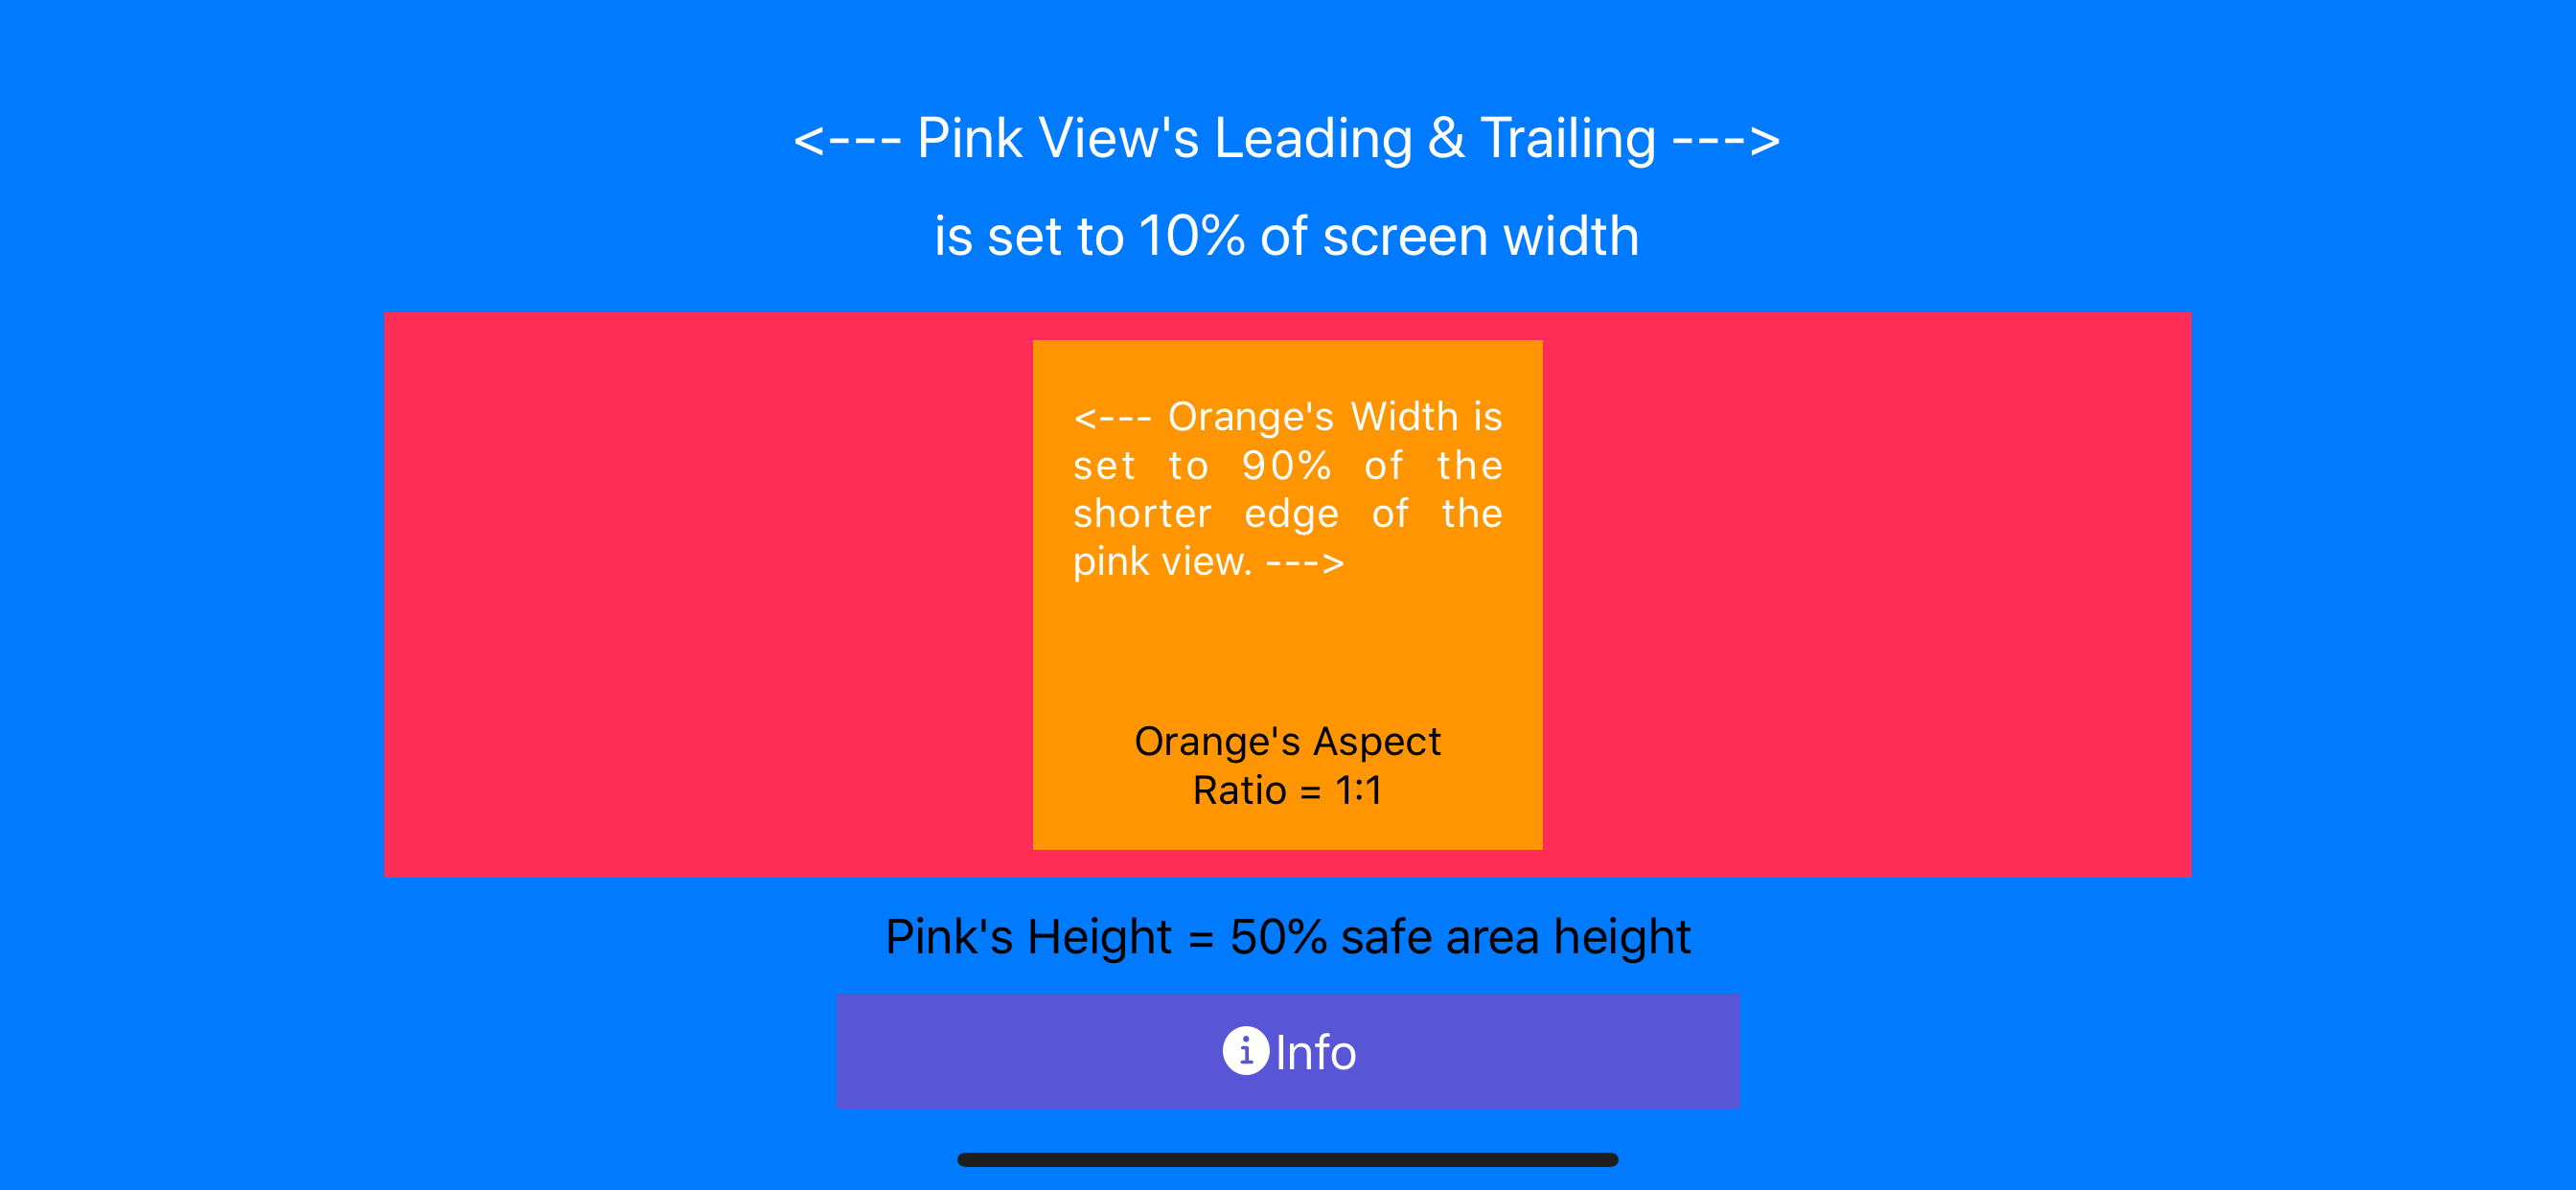 <--- Pink View's Leading & Trailing --->
is set to 10% of screen width
<--- Orange's Width is
set to 90% of the
shorter edge of the
pink view. --->
Orange's Aspect
Ratio = 1:1
Pink's Height = 50% safe area height
Info